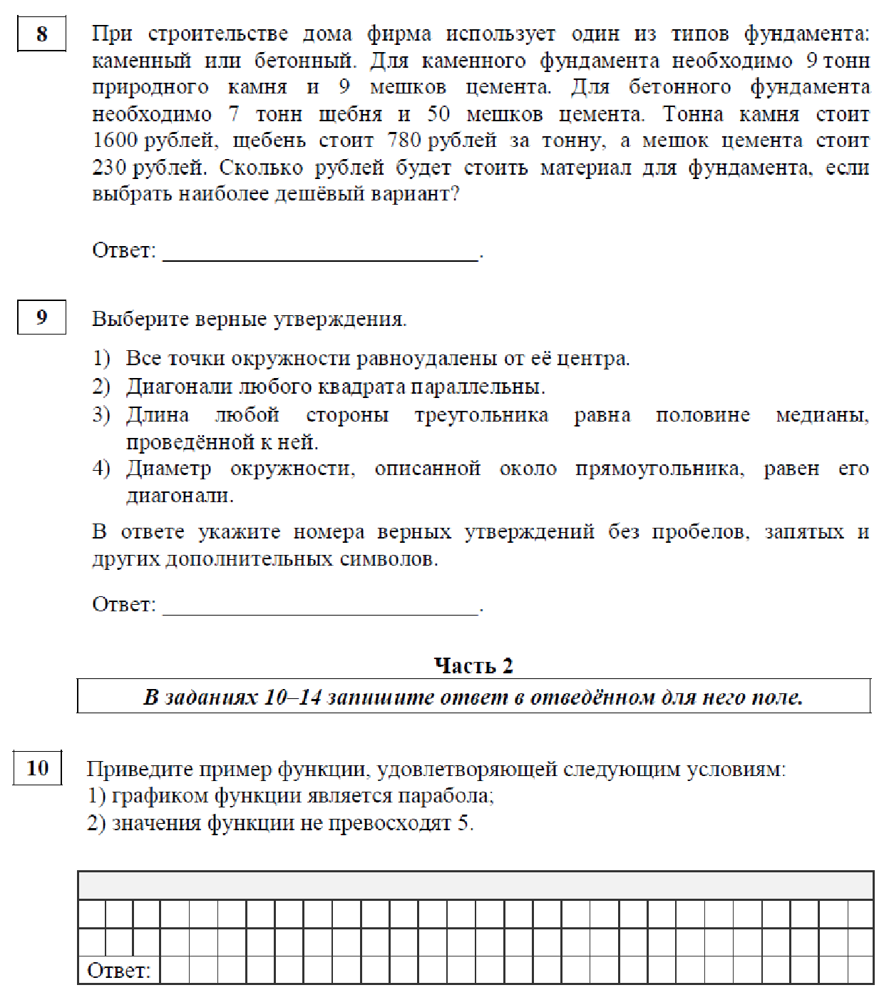 8
При строительстве дома фирма использует один из типов фундамента:
каменный или бетонный. Для каменного фундамента необходимо 9 тонн
природного камня и 9 мешков цемента. Для бетонного фундамента
необходимо 7 тонн щебня и 50 мешков цемента. Тонна камня стоит
1600 рублей, щебень стоит 780 рублей за тонну, а мешок цемента стоит
230 рублей. Сколько рублей будет стоить материал для фундамента, если
выбрать наиболее дешёвый вариант?
Ответ: ___________________________.
9
Выберите верные утверждения.
1) Все точки окружности равноудалены от её центра.
2) Диагонали любого квадрата параллельны.
3) Длина любой стороны треугольника равна половине медианы,
проведённой к ней.
4) Диаметр окружности, описанной около прямоугольника, равен его
диагонали.
В ответе укажите номера верных утверждений без пробелов, запятых и
других дополнительных символов.
Ответ: ___________________________.
Часть 2
В заданиях 10–14 запишите ответ в отведённом для него поле.
10
Приведите пример функции, удовлетворяющей следующим условиям:
1) графиком функции является парабола;
2) значения функции не превосходят 5.
Ответ: